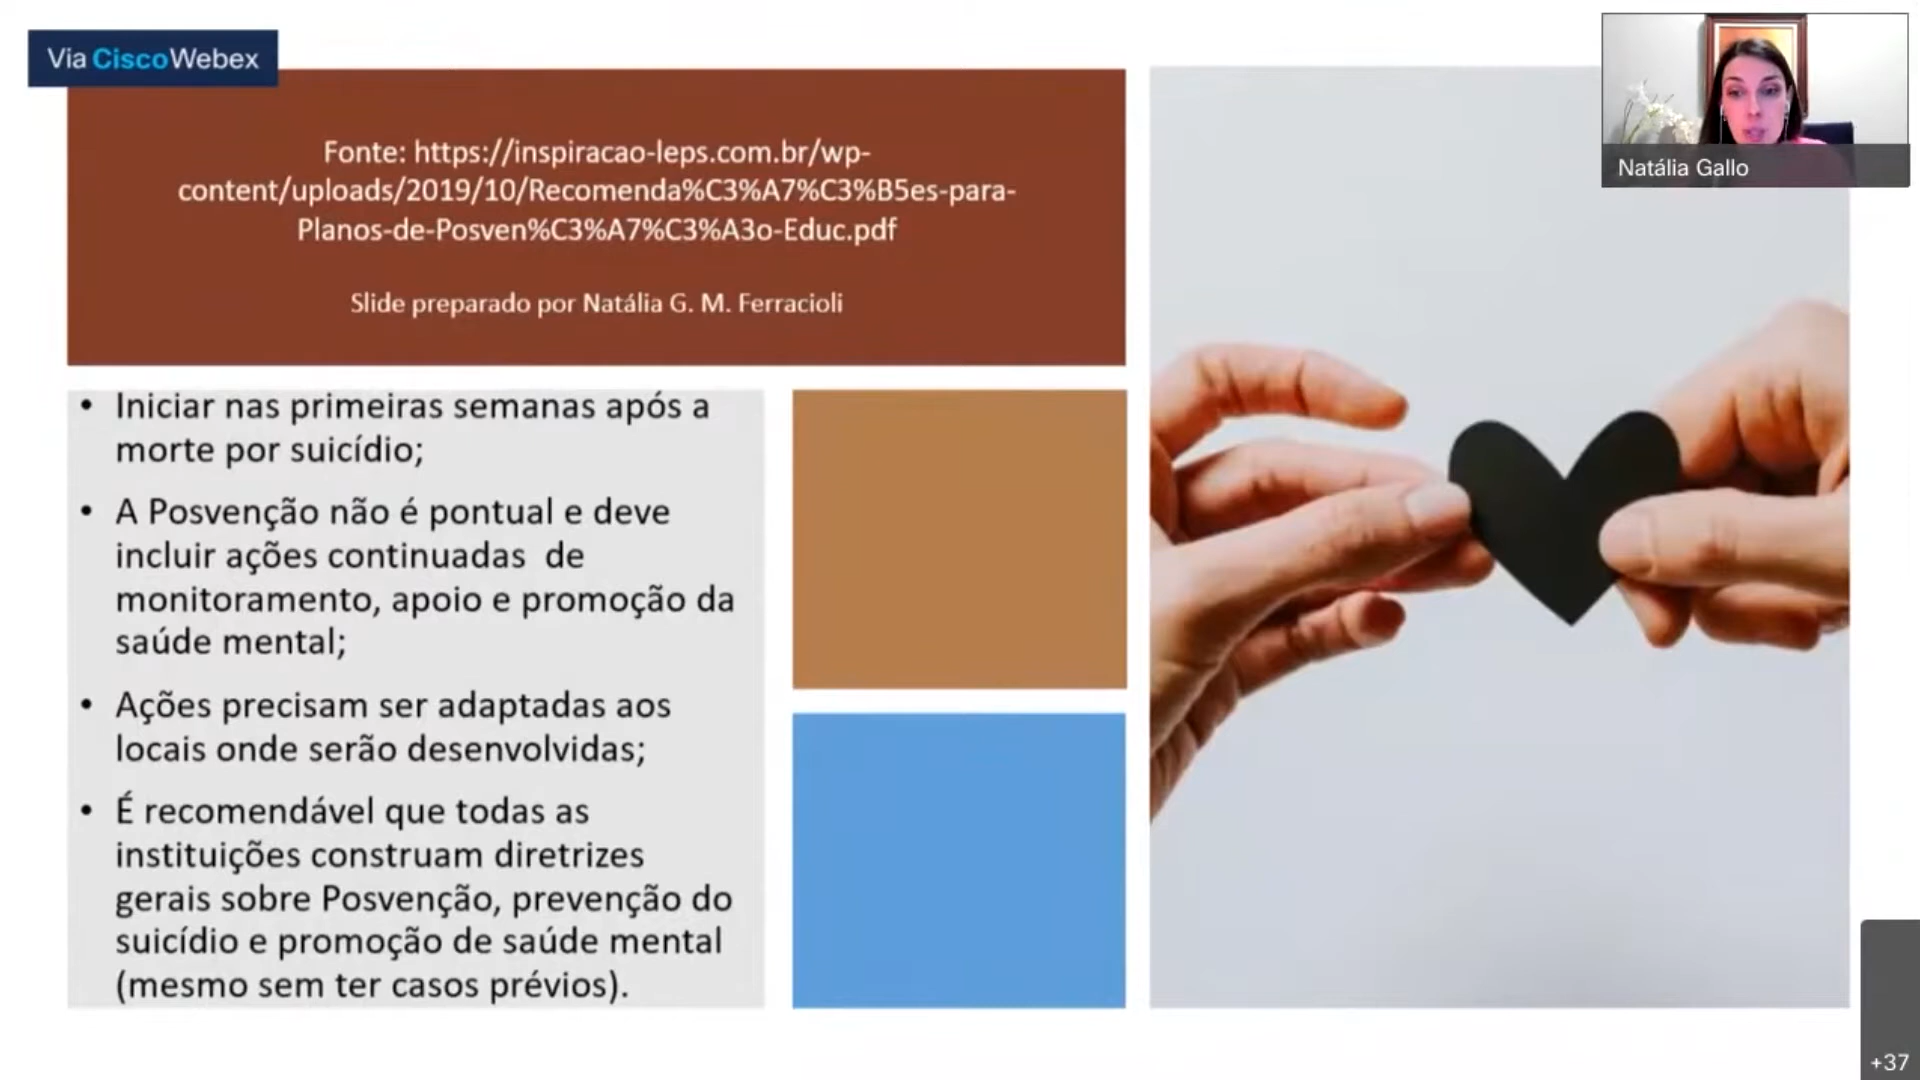 Via CiscoWebex
Fonte: https://inspiracao-leps.com.br/wp-
content/uploads/2019/10/Recomenda%C3%A7%C3%B5es-para-
Planos-de-Posven%C3%A7%C3%A3o-Educ.pdf
Slide preparado por Natália G. M. Ferracioli
Natália Gallo
• Iniciar nas primeiras semanas após a
morte por suicídio;
• A Posvenção não é pontual e deve
incluir ações continuadas de
monitoramento, apoio e promoção da
saúde mental;
• Ações precisam ser adaptadas aos
locais onde serão desenvolvidas;
• É recomendável que todas as
instituições construam diretrizes
gerais sobre Posvenção, prevenção do
suicídio e promoção de saúde mental
(mesmo sem ter casos prévios).
+37